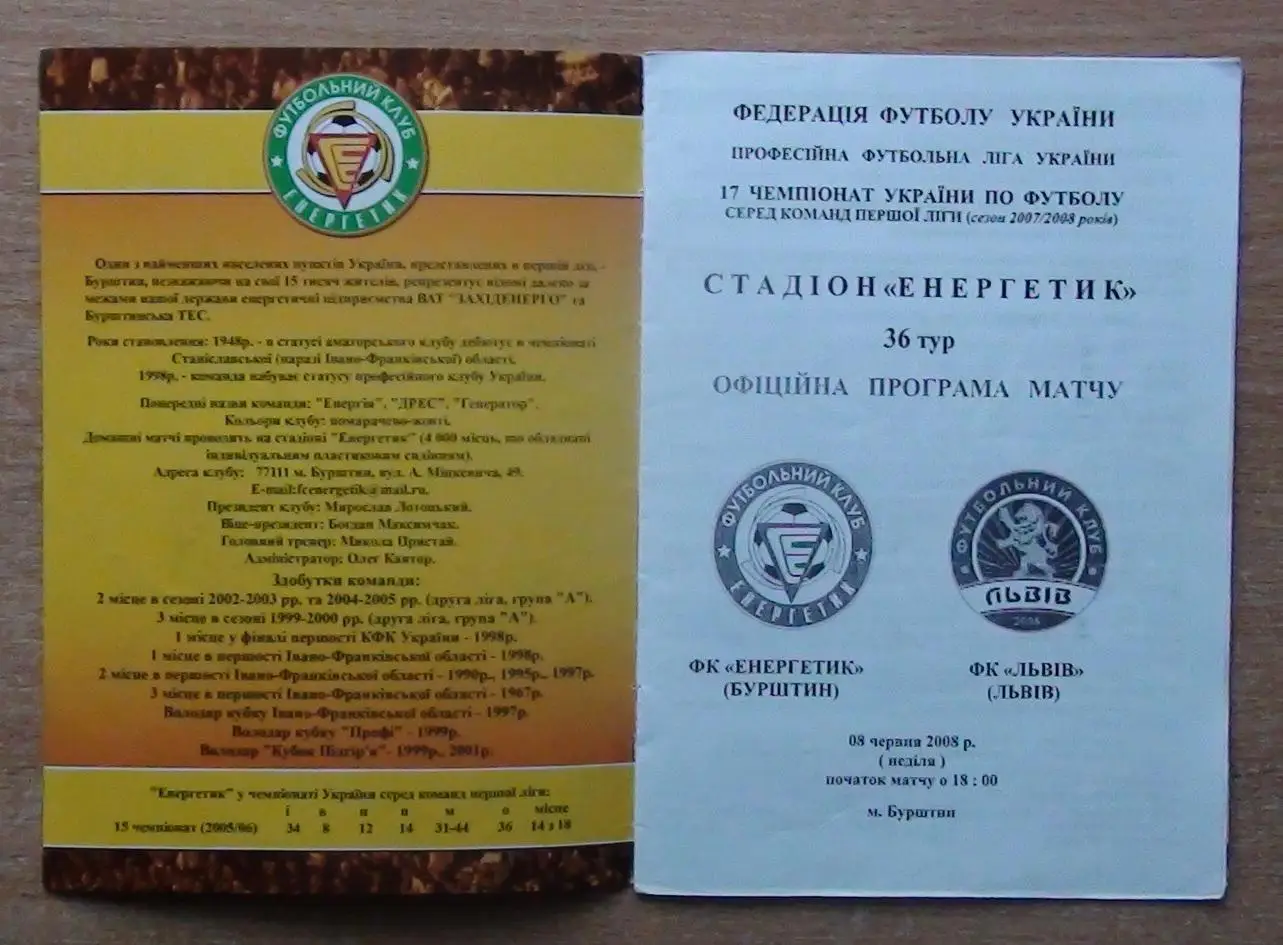 ФУТБОЛЬНИЙ КЛУБ
ЕНЕРГЕТИК
Один з найменших населених пунктів України, представлених в першій лізі, -
Бурштин, незважаючи на свої 15 тисяч жителів, репрезентує відомі далеко за
межами нашої держави енергетичні підприємства ВАТ "ЗАХІДЕНЕРГО" та
Бурштинська ТЕС.
Роки становлення: 1948р. - в статусі аматорського клубу дебютує в чемпіонаті
Станіславської (наразі Івано-Франківської) області.
1998р. - команда набуває статусу професійного клубу України.
Попередні назви команди: "Енергія", "ДРЕС", "Генератор".
Кольори клубу: помарачево-жовті.
Домашні матчі проводить на стадіоні "Енергетик" (4 000 місць, що обладнані
індивідуальним пластиковим сидінням).
Адреса клубу: 77111 м. Бурштин, вул. А. Міцкевича, 49.
E-mail:fcenergetik@mail.ru.
Президент клубу: Мирослав Лотоцький.
Віце-президент: Богдан Максимчак.
Головний тренер: Микола Пристай.
Адміністратор: Олег Кантор.
Здобутки команди:
2 місце в сезоні 2002-2003 рр. та 2004-2005 рр. (друга ліга, група "А").
3 місце в сезоні 1999-2000 рр. (друга ліга, група "А").
1 місце у фіналі першості КФК України - 1998р.
1 місце в першості Івано-Франківської області - 1998р.
2 місце в першості Івано-Франківської області - 1990р., 1995р., 1997р.
3 місце в першості Івано-Франківської області - 1967р.
Володар кубку Івано-Франківської області - 1997р.
Володар кубку "Профі" - 1999р.
Володар "Кубок Підгір'я" - 1999р., 2001р.
"Енергетик" у чемпіонаті України серед команд першої ліги:
і в н п м о місце
15 чемпіонат (2005/06) 34 8 12 14 31-44 36 14 з 18
ФЕДЕРАЦІЯ ФУТБОЛУ УКРАЇНИ
ПРОФЕСІЙНА ФУТБОЛЬНА ЛІГА УКРАЇНИ
17 ЧЕМПІОНАТ УКРАЇНИ ПО ФУТБОЛУ
СЕРЕД КОМАНД ПЕРШОЇ ЛІГИ (сезон 2007/2008 років)
СТАДІОН «ЕНЕРГЕТИК»
36 тур
ОФІЦІЙНА ПРОГРАМА МАТЧУ
ФУТБОЛЬНИЙ КЛУБ
ЕНЕРГЕТИК
ФУТБОЛЬНИЙ КЛУБ
ЛЬВІВ
2006
ФК «ЕНЕРГЕТИК»
(БУРШТИН)
ФК «ЛЬВІВ»
(ЛЬВІВ)
08 червня 2008 р.
( неділя )
початок матчу о 18 : 00
м. Бурштин